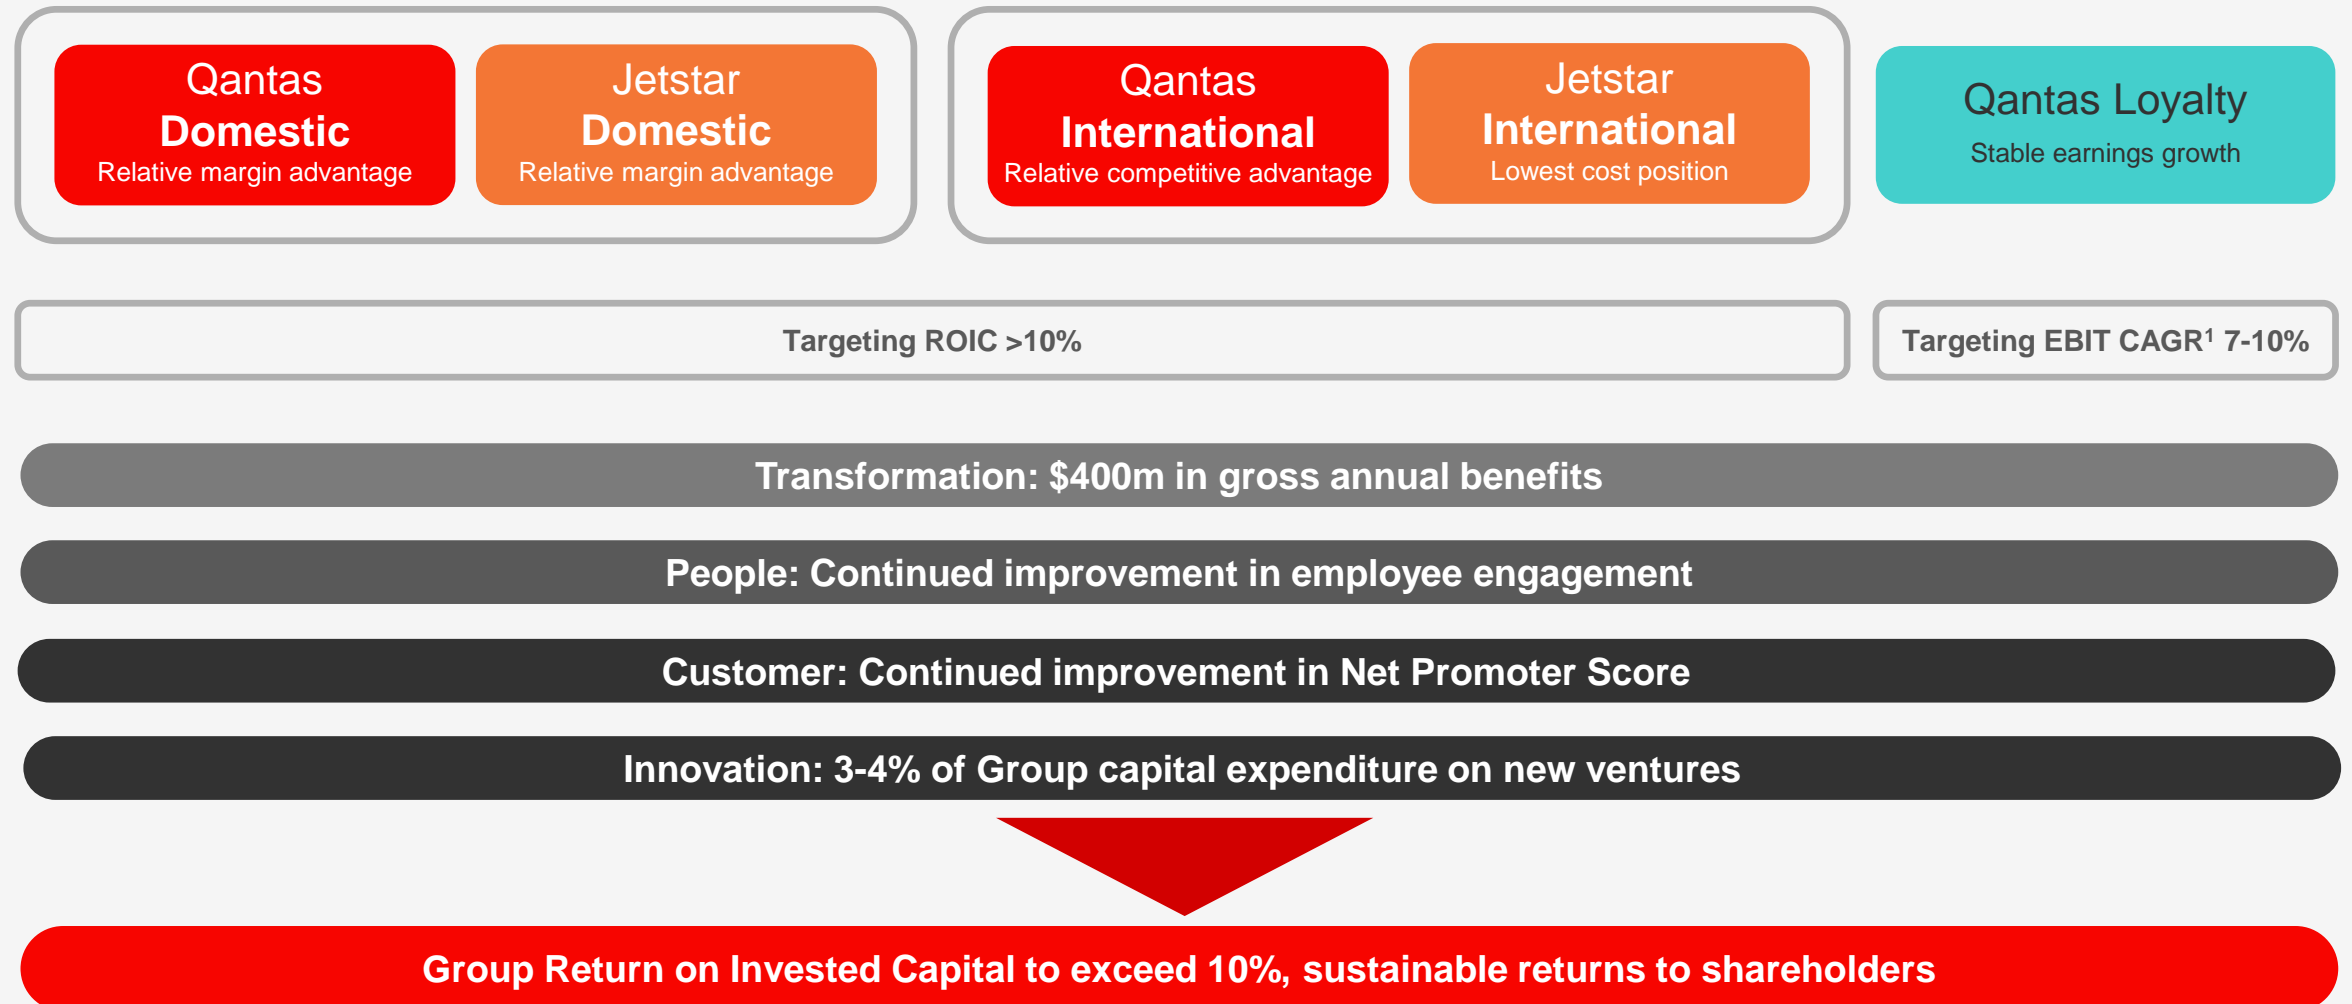 Qantas
Domestic
Relative margin advantage
Jetstar
Domestic
Relative margin advantage
Qantas
International
Relative competitive advantage
Jetstar
International
Lowest cost position
Qantas Loyalty
Stable earnings growth
Targeting ROIC >10%
Targeting EBIT CAGR¹ 7-10%
Transformation: $400m in gross annual benefits
People: Continued improvement in employee engagement
Customer: Continued improvement in Net Promoter Score
Innovation: 3-4% of Group capital expenditure on new ventures
Group Return on Invested Capital to exceed 10%, sustainable returns to shareholders